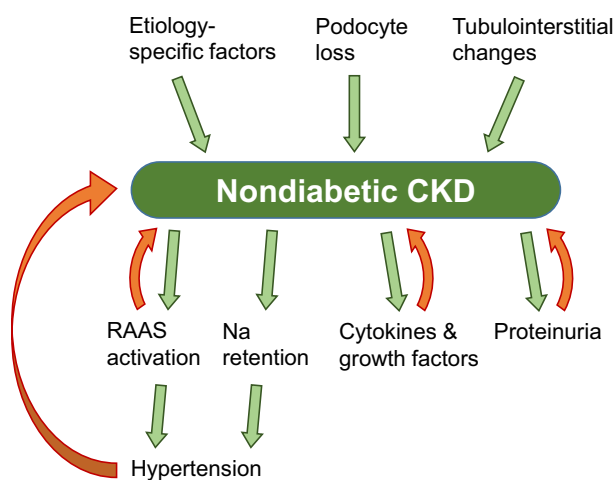 Etiology-
specific factors
Podocyte
loss
Tubulointerstitial
changes
Nondiabetic CKD
RAAS
activation
Na
retention
Cytokines &
growth factors
Proteinuria
Hypertension